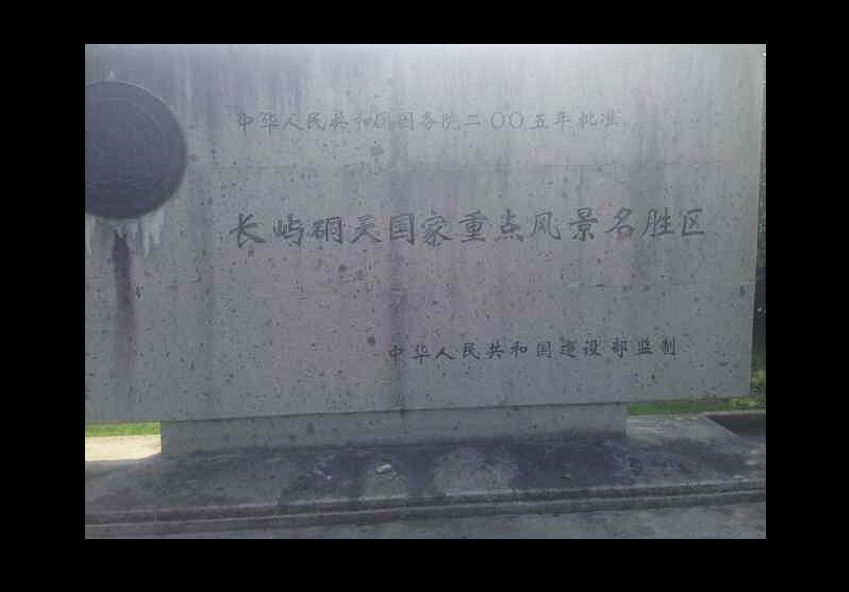 中华人民共和国国务院二〇〇五年批准
长屿硐天国家重点风景名胜区
中华人民共和国建设部监制